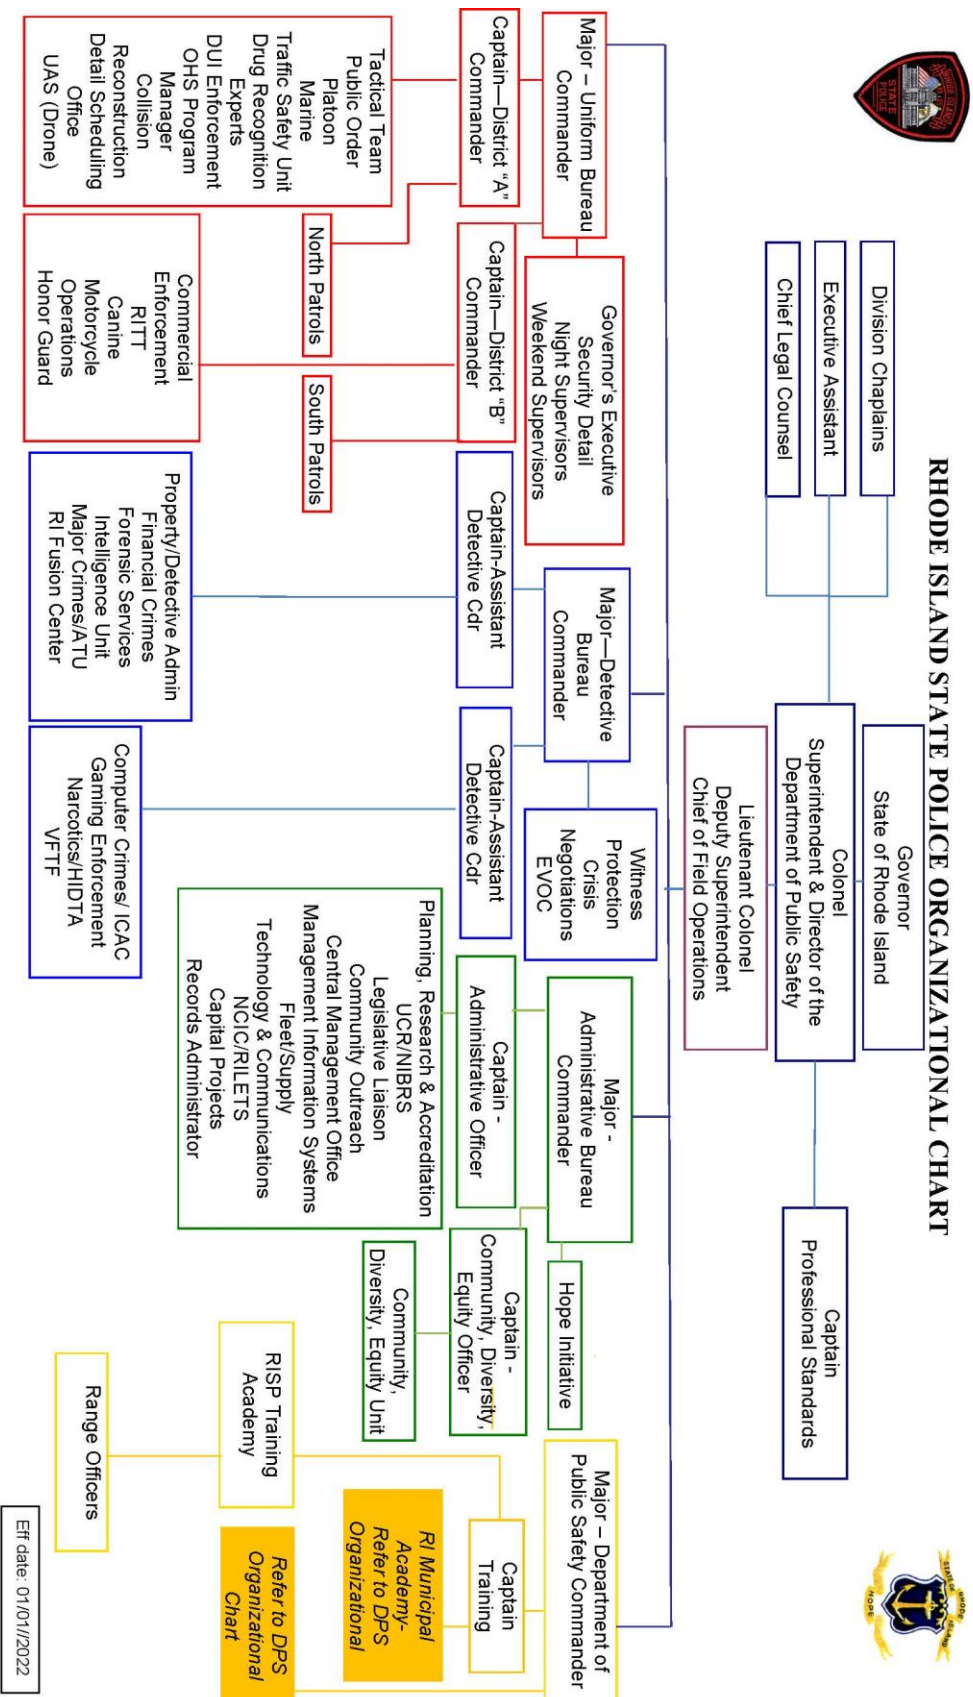 RHODE ISLAND STATE POLICE ORGANIZATIONAL CHART
RHODE ISLAND
STATE POLICE
STATE OF RHODE ISLAND
HOPE
Governor
State of Rhode Island
Division Chaplains
Executive Assistant
Chief Legal Counsel
Colonel
Superintendent & Director of the
Department of Public Safety
Captain
Professional Standards
Lieutenant Colonel
Deputy Superintendent
Chief of Field Operations
Major – Uniform Bureau
Commander
Governor's Executive
Security Detail
Night Supervisors
Weekend Supervisors
Captain—District "A"
Commander
Captain—District "B"
Commander
Tactical Team
Public Order
Platoon
Marine
Traffic Safety Unit
Drug Recognition
Experts
DUI Enforcement
OHS Program
Manager
Collision
Reconstruction
Detail Scheduling
Office
UAS (Drone)
North Patrols
Commercial
Enforcement
RITT
Canine
Motorcycle
Operations
Honor Guard
South Patrols
Major—Detective
Bureau
Commander
Witness
Protection
Crisis
Negotiations
EVOC
Captain-Assistant
Detective Cdr
Captain-Assistant
Detective Cdr
Property/Detective Admin
Financial Crimes
Forensic Services
Intelligence Unit
Major Crimes/ATU
RI Fusion Center
Computer Crimes/ ICAC
Gaming Enforcement
Narcotics/HIDTA
VFTF
Major -
Administrative Bureau
Commander
Hope Initiative
Captain -
Administrative Officer
Captain -
Community, Diversity,
Equity Officer
Planning, Research & Accreditation
UCR/NIBRS
Legislative Liaison
Community Outreach
Central Management Office
Management Information Systems
Fleet/Supply
Technology & Communications
NCIC/RILETS
Capital Projects
Records Administrator
Community,
Diversity, Equity Unit
Major – Department of
Public Safety Commander
Captain
Training
RI Municipal
Academy-
Refer to DPS
Organizational
RISP Training
Academy
Refer to DPS
Organizational
Chart
Range Officers
Eff date: 01/01//2022